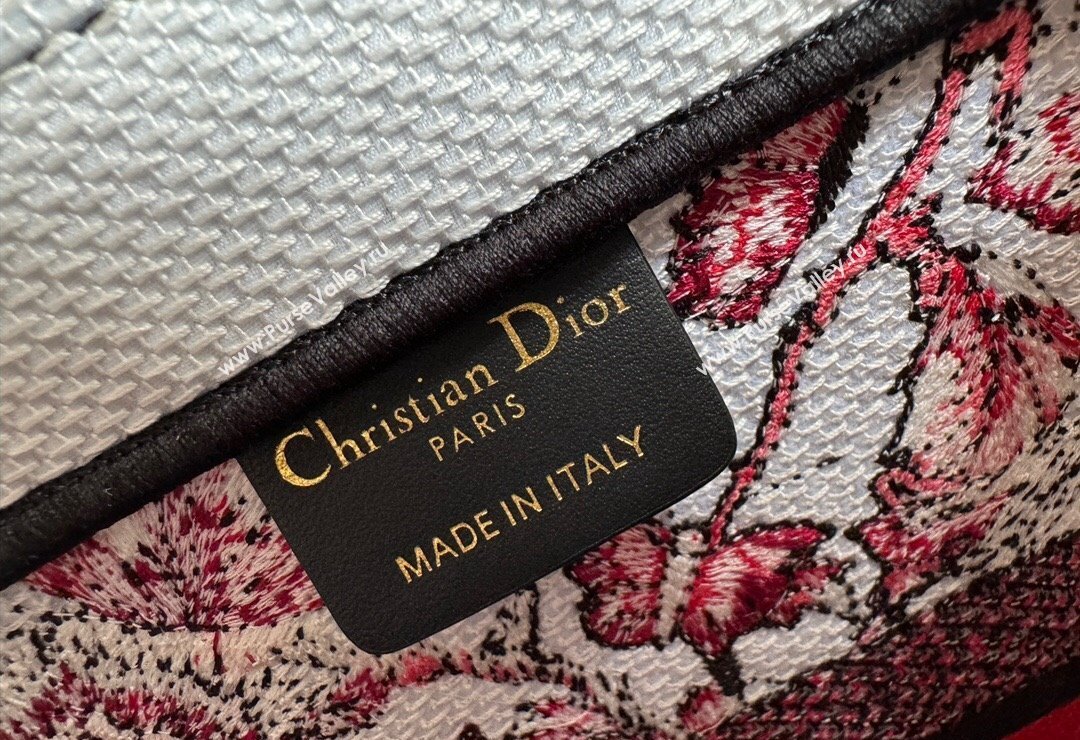 Christian Dior
PARIS
MADE IN ITALY
www.PurseValley.ru
www.PurseValley.ru